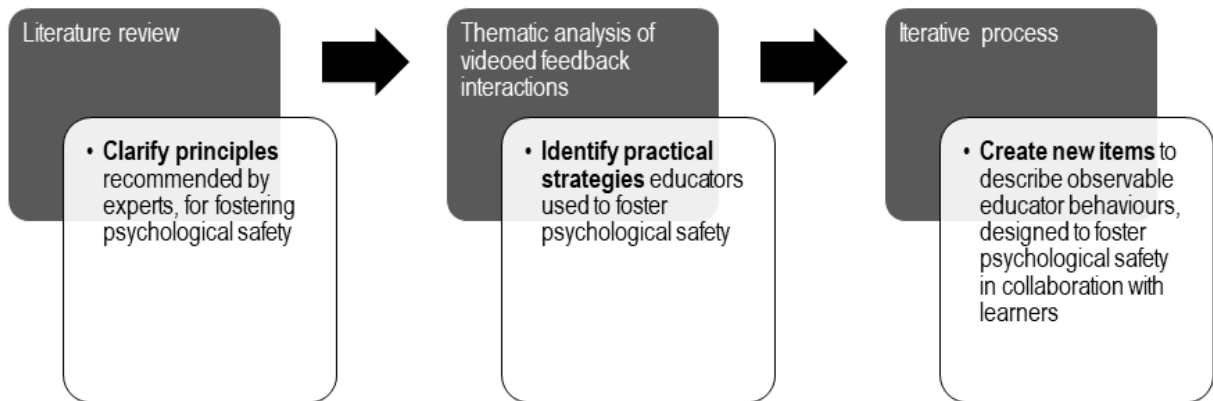 Literature review
• Clarify principles
recommended by
experts, for fostering
psychological safety
Thematic analysis of
videoed feedback
interactions
• Identify practical
strategies educators
used to foster
psychological safety
Iterative process
• Create new items to
describe observable
educator behaviours,
designed to foster
psychological safety
in collaboration with
learners